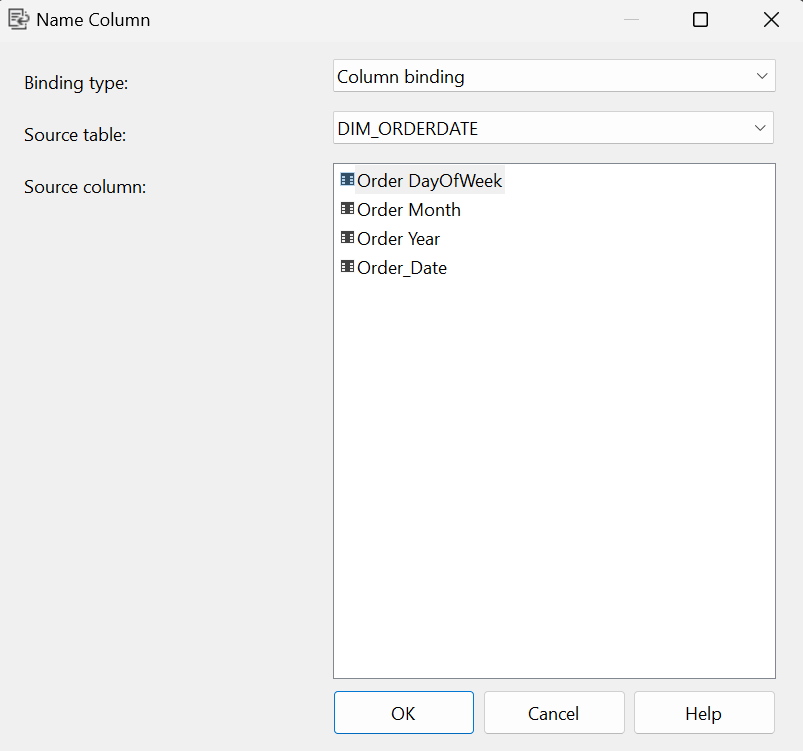 Name Column
Binding type:
Column binding
Source table:
DIM_ORDERDATE
Source column:
Order DayOfWeek
Order Month
Order Year
Order_Date
OK
Cancel
Help